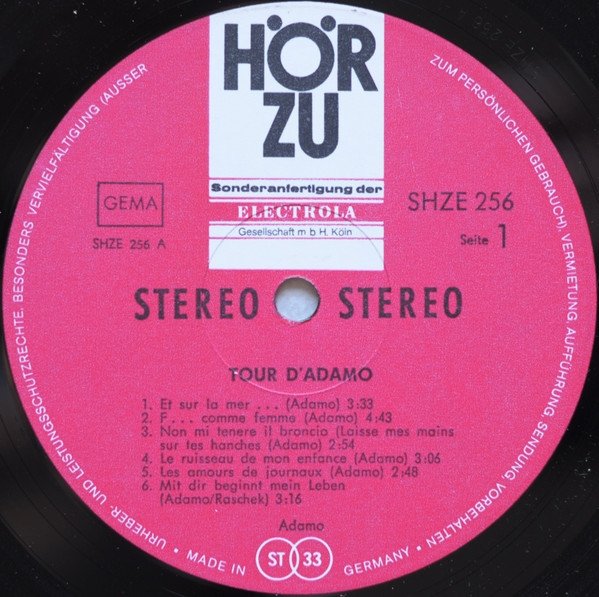 HÖR
ZU
Sonderanfertigung der
ELECTROLA
Gesellschaft m b H. Köln
GEMA
SHZE 256 A
SHZE 256
Seite 1
STEREO STEREO
TOUR D'ADAMO
1. Et sur la mer . . . (Adamo) 3:33
2. F . . . comme femme (Adamo) 4:43
3. Non mi tenere il broncio (Laisse mes mains
sur tes hanches (Adamo) 2:54
4. Le ruisseau de mon enfance (Adamo) 3:06
5. Les amours de journaux (Adamo) 2:48
6. Mit dir beginnt mein Leben
(Adamo/Raschek) 3:16
Adamo
URHEBER- UND LEISTUNGSSCHUTZRECHTE. BESONDERS VERVIELFÄLTIGUNG (AUSSER
ZUM PERSÖNLICHEN GEBRAUCH), VERMIETUNG, AUFFÜHRUNG, SENDUNG VORBEHALTEN
• MADE IN ST 33 GERMANY •